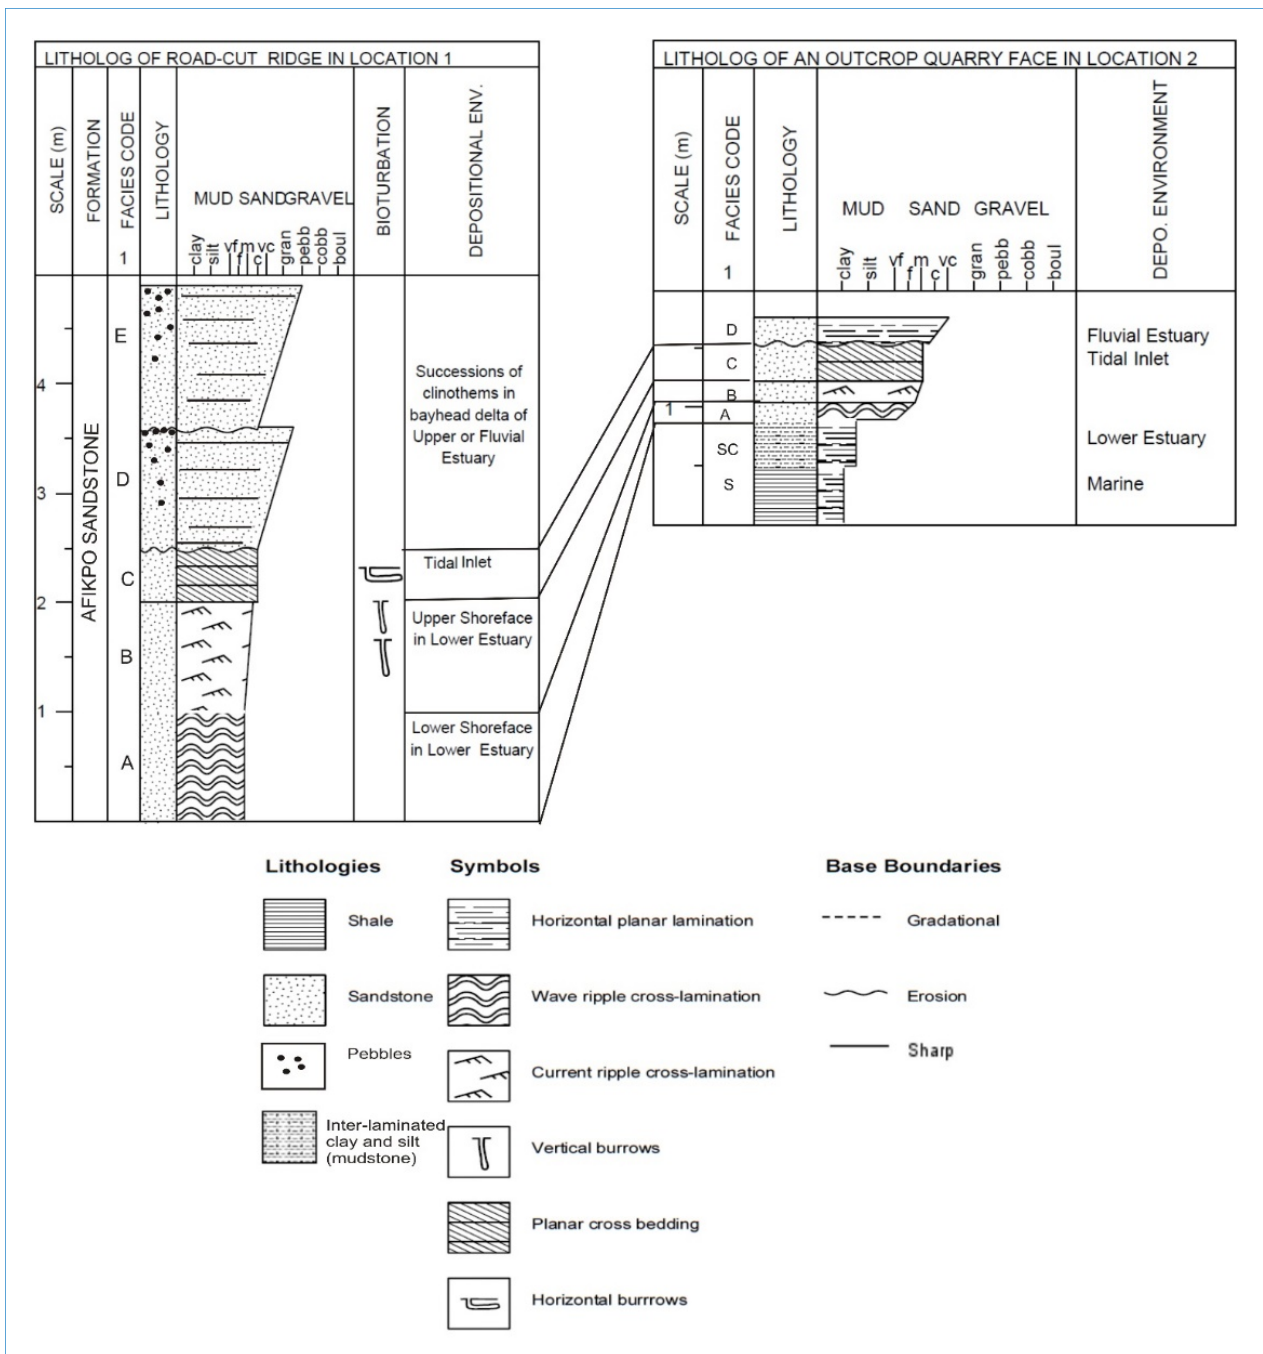 LITHOLOG OF ROAD-CUT RIDGE IN LOCATION 1
SCALE (m)
FORMATION
FACIES CODE
1
LITHOLOGY
MUD SANDGRAVEL
clay
silt
vf
f
m
c
vc
gran
pebb
cobb
boul
BIOTURBATION
DEPOSITIONAL ENV.
4
3
2
1
AFIKPO SANDSTONE
E
D
C
B
A
Successions of
clinothems in
bayhead delta of
Upper or Fluvial
Estuary
Tidal Inlet
Upper Shoreface
in Lower Estuary
Lower Shoreface
in Lower Estuary
LITHOLOG OF AN OUTCROP QUARRY FACE IN LOCATION 2
SCALE (m)
FACIES CODE
1
LITHOLOGY
MUD SAND GRAVEL
clay
silt
vf
f
m
c
vc
gran
pebb
cobb
boul
DEPO. ENVIRONMENT
1
D
C
B
A
SC
S
Fluvial Estuary
Tidal Inlet
Lower Estuary
Marine
Lithologies
Shale
Sandstone
Pebbles
Inter-laminated
clay and silt
(mudstone)
Symbols
Horizontal planar lamination
Wave ripple cross-lamination
Current ripple cross-lamination
Vertical burrows
Planar cross bedding
Horizontal burrrows
Base Boundaries
Gradational
Erosion
Sharp